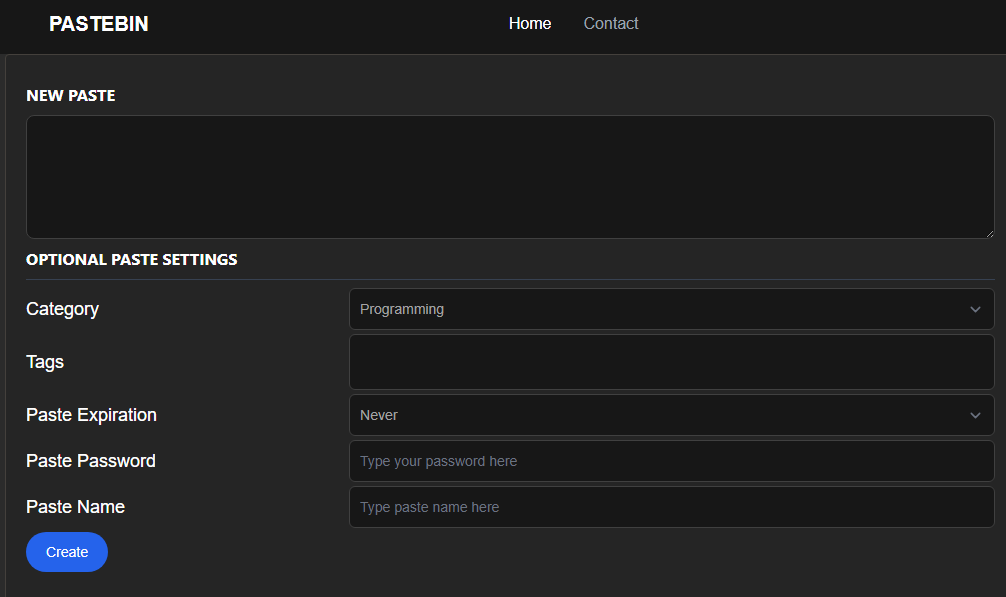 PASTEBIN Home Contact
NEW PASTE
OPTIONAL PASTE SETTINGS
Category Programming
Tags
Paste Expiration Never
Paste Password Type your password here
Paste Name Type paste name here
Create